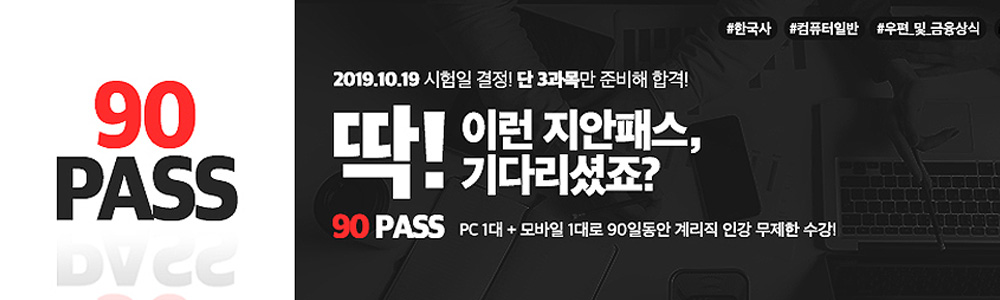 90
PASS
#한국사 #컴퓨터일반 #우편_및_금융상식
2019.10.19 시험일 결정! 단 3과목만 준비해 합격!
딱! 이런 지안패스,
기다리셨죠?
90 PASS PC 1대 + 모바일 1대로 90일동안 계리직 인강 무제한 수강!